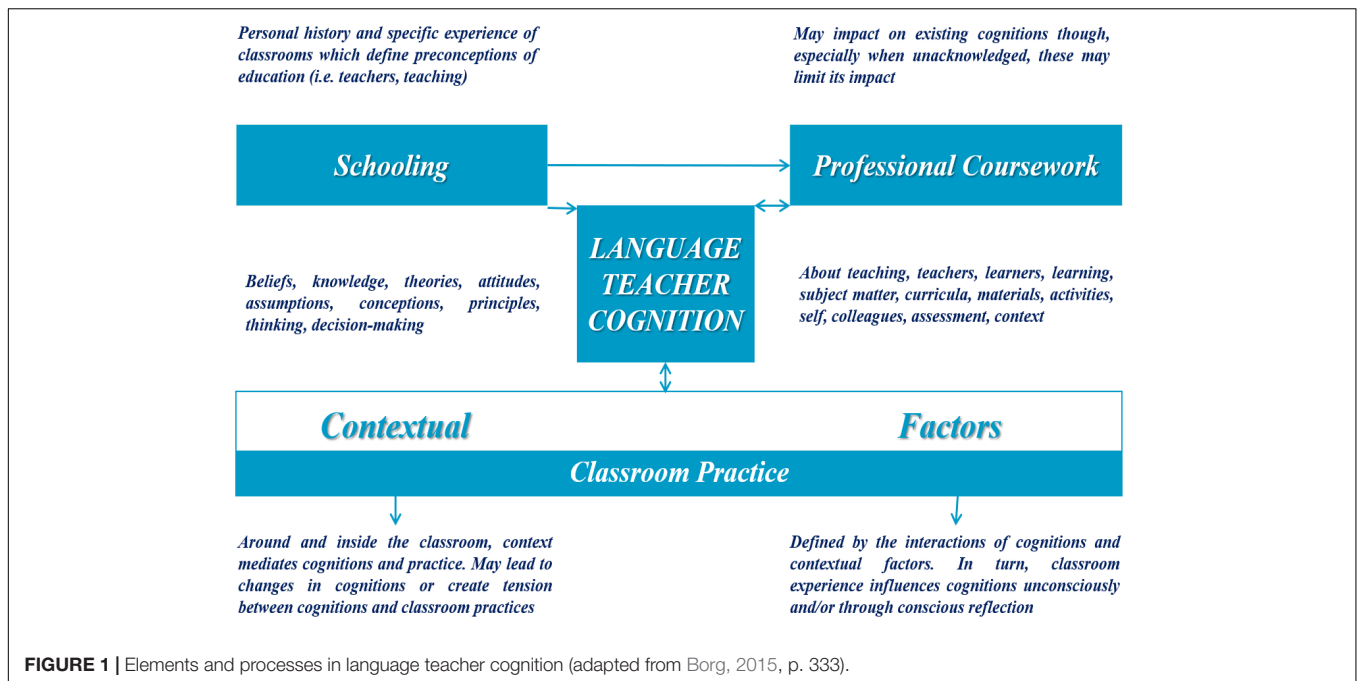 Personal history and specific experience of
classrooms which define preconceptions of
education (i.e. teachers, teaching)
May impact on existing cognitions though,
especially when unacknowledged, these may
limit its impact
Schooling
Professional Coursework
LANGUAGE
TEACHER
COGNITION
Beliefs, knowledge, theories, attitudes,
assumptions, conceptions, principles,
thinking, decision-making
About teaching, teachers, learners, learning,
subject matter, curricula, materials, activities,
self, colleagues, assessment, context
Contextual Factors
Classroom Practice
Around and inside the classroom, context
mediates cognitions and practice. May lead to
changes in cognitions or create tension
between cognitions and classroom practices
Defined by the interactions of cognitions and
contextual factors. In turn, classroom
experience influences cognitions unconsciously
and/or through conscious reflection
FIGURE 1 | Elements and processes in language teacher cognition (adapted from Borg, 2015, p. 333).